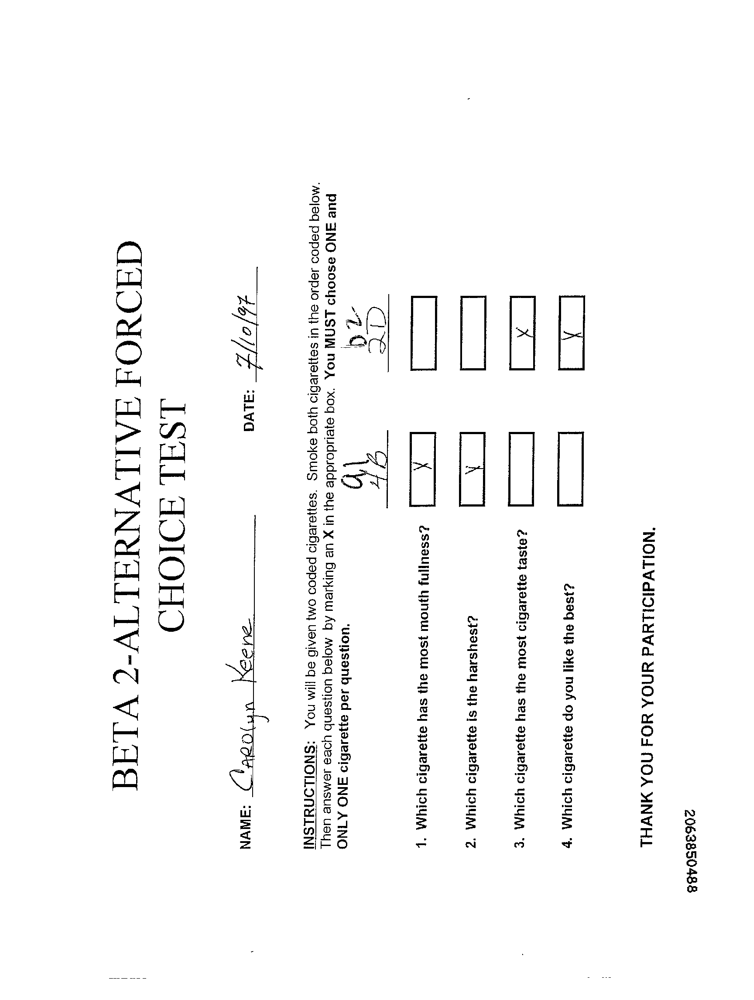 BETA 2-ALTERNATIVE FORCED
CHOICE TEST
NAME: Carolyn Keene DATE: 7/10/97
INSTRUCTIONS: You will be given two coded cigarettes. Smoke both cigarettes in the order coded below.
Then answer each question below by marking an X in the appropriate box. You MUST choose ONE and
ONLY ONE cigarette per question.
b2
4B 2D
1. Which cigarette has the most mouth fullness? X
2. Which cigarette is the harshest? X
3. Which cigarette has the most cigarette taste? X
4. Which cigarette do you like the best? X
THANK YOU FOR YOUR PARTICIPATION.
2063850488